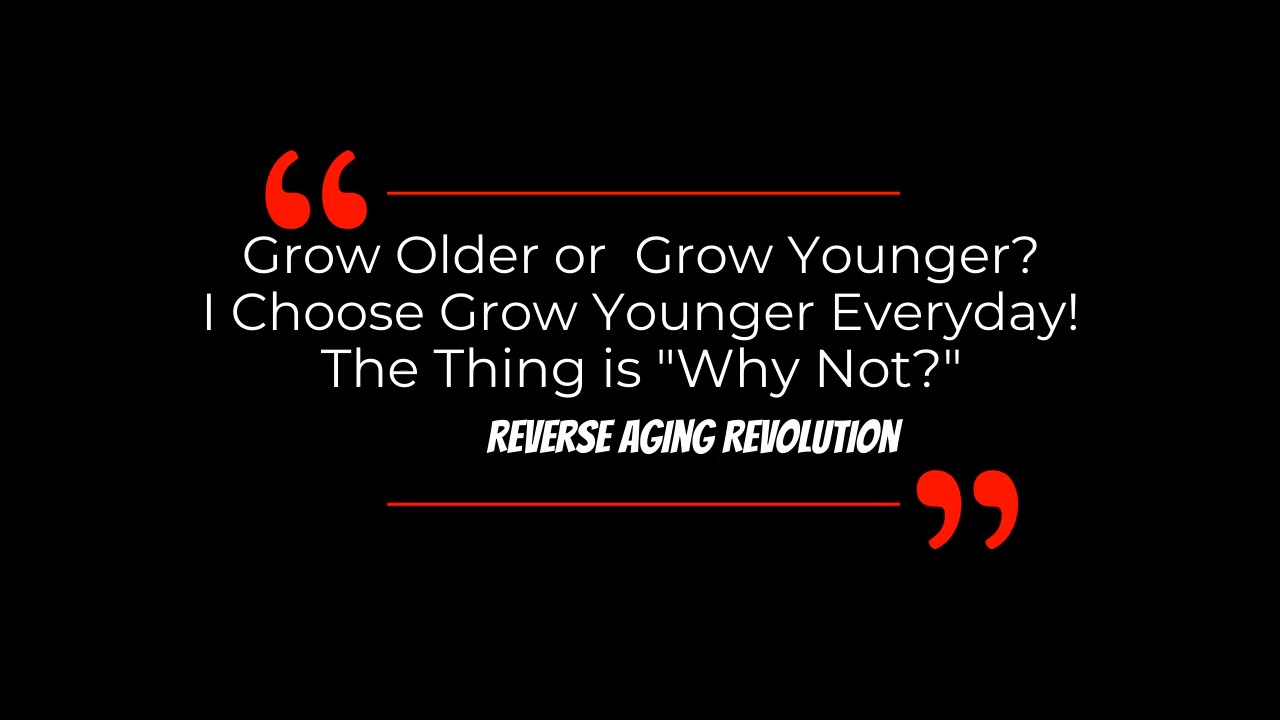 Grow Older or  Grow Younger?
I Choose Grow Younger Everyday!
The Thing is "Why Not?"
REVERSE AGING REVOLUTION